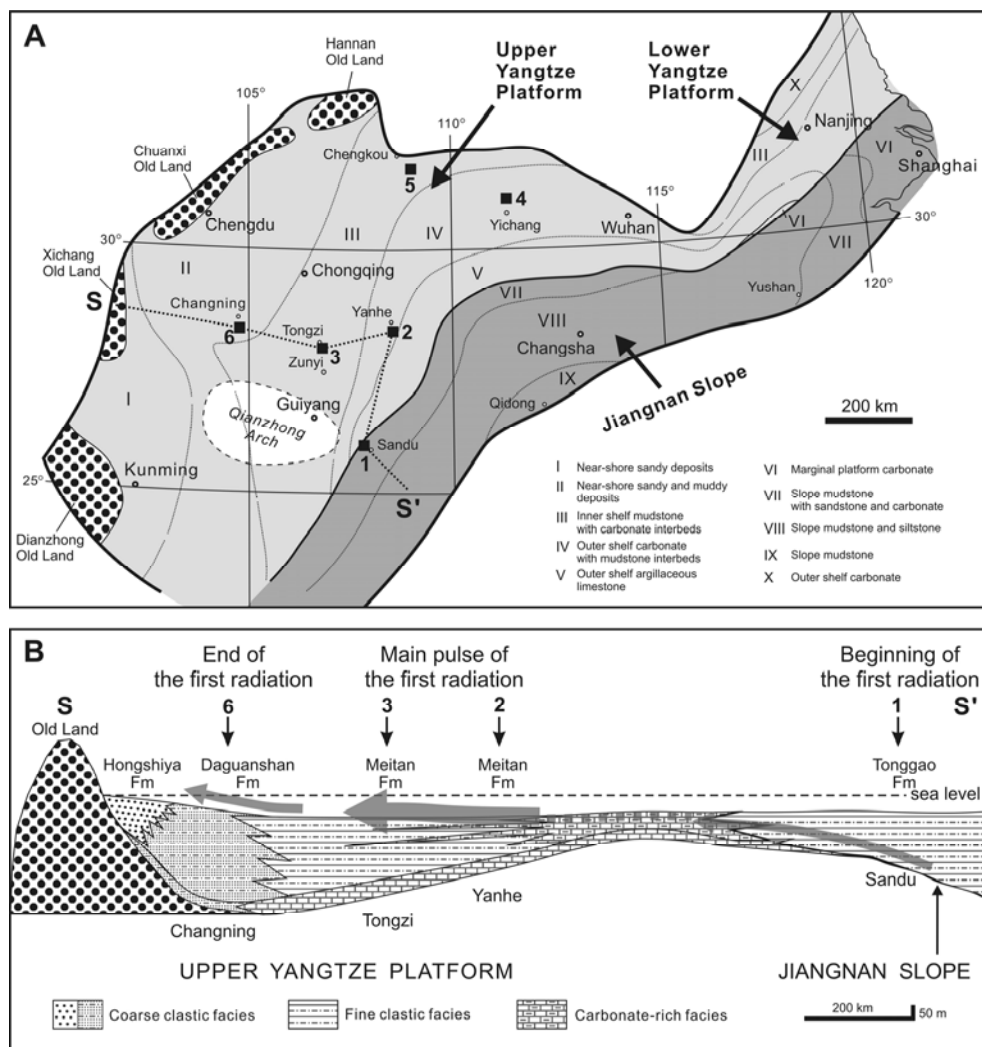 A
Hannan
Old Land
Upper
Yangtze
Platform
Lower
Yangtze
Platform
105°
110°
X
Nanjing
Chuanxi
Old Land
Chengkou
5
III
VI
Shanghai
4
Yichang
115°
Chengdu
III
IV
Wuhan
VI
30°
30°
VII
Xichang
Old Land
II
Chongqing
V
120°
S
Changning
Yanhe
VII
Yushan
6
Tongzi
2
VIII
3
Changsha
Zunyi
IX
Jiangnan Slope
200 km
I
Guiyang
Qidong
Qianzhong
Arch
Sandu
1
Kunming
25°
S'
Dianzhong
Old Land
I Near-shore sandy deposits
II Near-shore sandy and muddy
deposits
III Inner shelf mudstone
with carbonate interbeds
IV Outer shelf carbonate
with mudstone interbeds
V Outer shelf argillaceous
limestone
VI Marginal platform carbonate
VII Slope mudstone
with sandstone and carbonate
VIII Slope mudstone and siltstone
IX Slope mudstone
X Outer shelf carbonate
B
End of
the first radiation
Main pulse of
the first radiation
Beginning of
the first radiation
S 6 3 2 1 S'
Old Land
Hongshiya
Fm
Daguanshan
Fm
Meitan
Fm
Meitan
Fm
Tonggao
Fm
sea level
Sandu
Yanhe
Tongzi
Changning
UPPER YANGTZE PLATFORM
JIANGNAN SLOPE
Coarse clastic facies
Fine clastic facies
Carbonate-rich facies
200 km
50 m